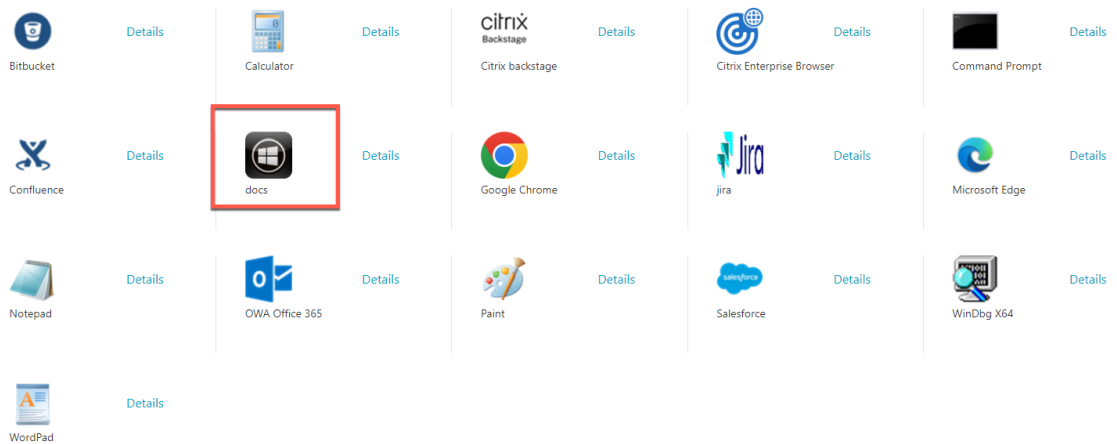 Details
Details
citrix
Backstage
Details
Details
Details
Bitbucket
Calculator
Citrix backstage
Citrix Enterprise Browser
Command Prompt
Details
Details
Details
Jira
Details
Details
Confluence
docs
Google Chrome
jira
Microsoft Edge
Details
Details
Details
salesforce
Details
Details
Notepad
OWA Office 365
Paint
Salesforce
WinDbg X64
Details
WordPad